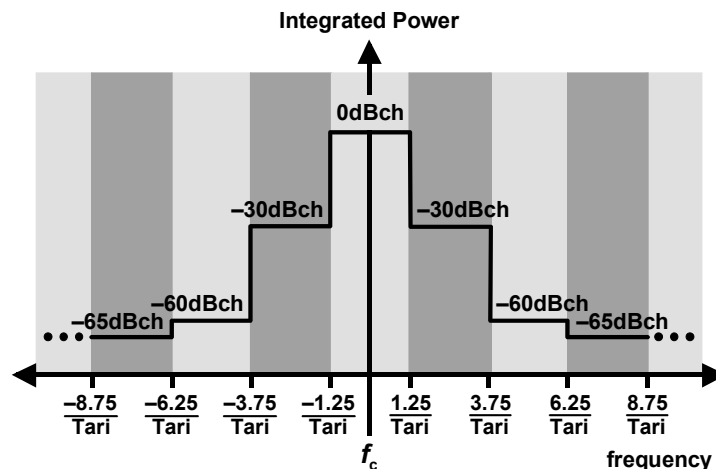 Integrated Power
0dBch
–30dBch
–30dBch
–60dBch
–60dBch
–65dBch
–65dBch
–8.75 –6.25 –3.75 –1.25 1.25 3.75 6.25 8.75
Tari Tari Tari Tari Tari Tari Tari Tari
fc
frequency